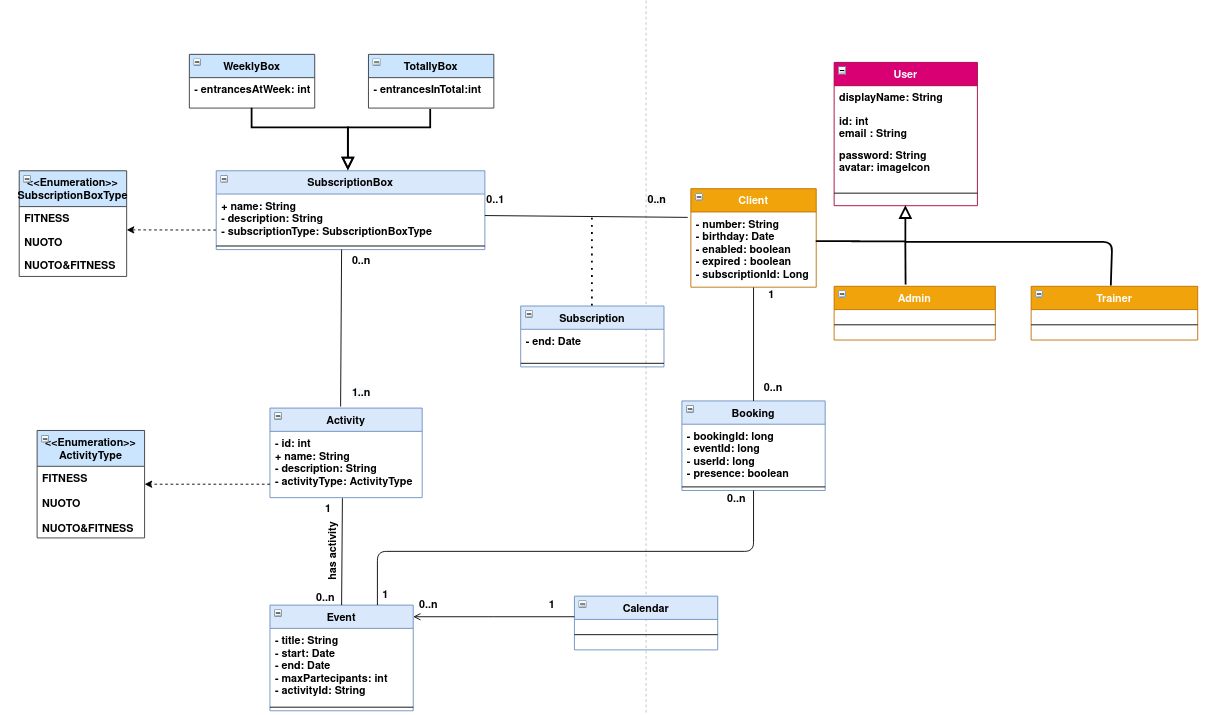 WeeklyBox
- entrancesAtWeek: int
TotallyBox
- entrancesInTotal:int
User
displayName: String
id: int
email : String
password: String
avatar: imageIcon
<<Enumeration>>
SubscriptionBoxType
FITNESS
NUOTO
NUOTO&FITNESS
SubscriptionBox
+ name: String
- description: String
- subscriptionType: SubscriptionBoxType
0..1
0..n
Client
- number: String
- birthday: Date
- enabled: boolean
- expired : boolean
- subscriptionId: Long
Admin
Trainer
0..n
1
Subscription
- end: Date
1..n
0..n
Activity
- id: int
+ name: String
- description: String
- activityType: ActivityType
<<Enumeration>>
ActivityType
FITNESS
NUOTO
NUOTO&FITNESS
Booking
- bookingId: long
- eventId: long
- userId: long
- presence: boolean
0..n
1
has activity
0..n
1
Event
- title: String
- start: Date
- end: Date
- maxPartecipants: int
- activityId: String
0..n
1
Calendar